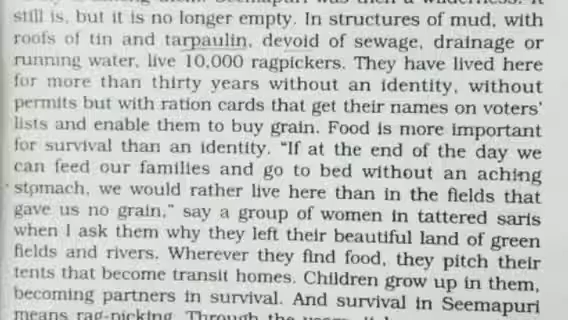 still is, but it is no longer empty. In structures of mud, with
roofs of tin and tarpaulin, devoid of sewage, drainage or
running water, live 10,000 ragpickers. They have lived here
for more than thirty years without an identity, without
permits but with ration cards that get their names on voters'
lists and enable them to buy grain. Food is more important
for survival than an identity. “If at the end of the day we
can feed our families and go to bed without an aching
stomach, we would rather live here than in the fields that
gave us no grain,” say a group of women in tattered saris
when I ask them why they left their beautiful land of green
fields and rivers. Wherever they find food, they pitch their
tents that become transit homes. Children grow up in them,
becoming partners in survival. And survival in Seemapuri
means rag-picking. Through the